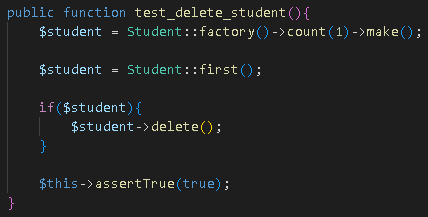 public function test_delete_student(){
$student = Student::factory()->count(1)->make();
$student = Student::first();
if($student){
$student->delete();
}
$this->assertTrue(true);
}